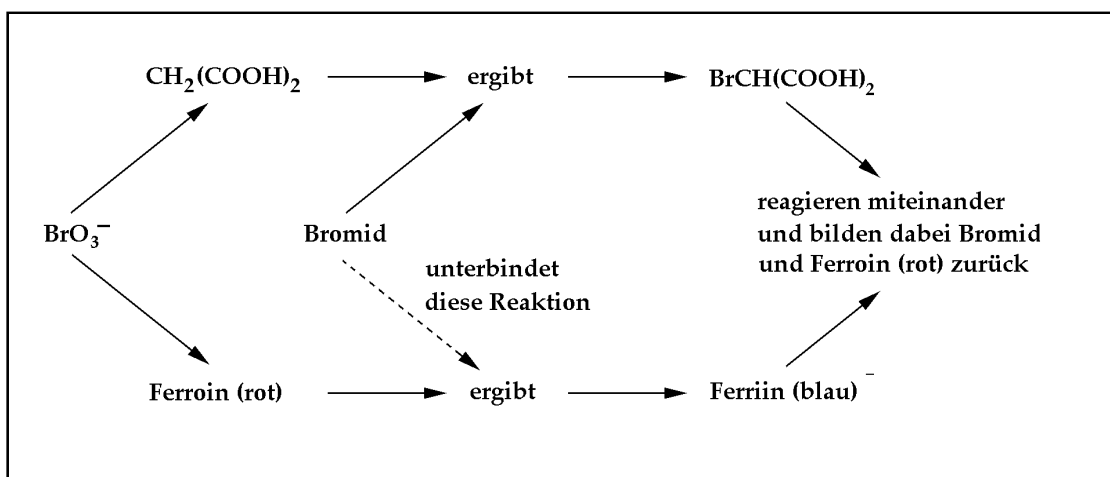 CH₂(COOH)₂ ergibt BrCH(COOH)₂
reagieren miteinander
BrO₃⁻ Bromid und bilden dabei Bromid
und Ferroin (rot) zurück
unterbindet
diese Reaktion
Ferroin (rot) ergibt Ferriin (blau) ⁻